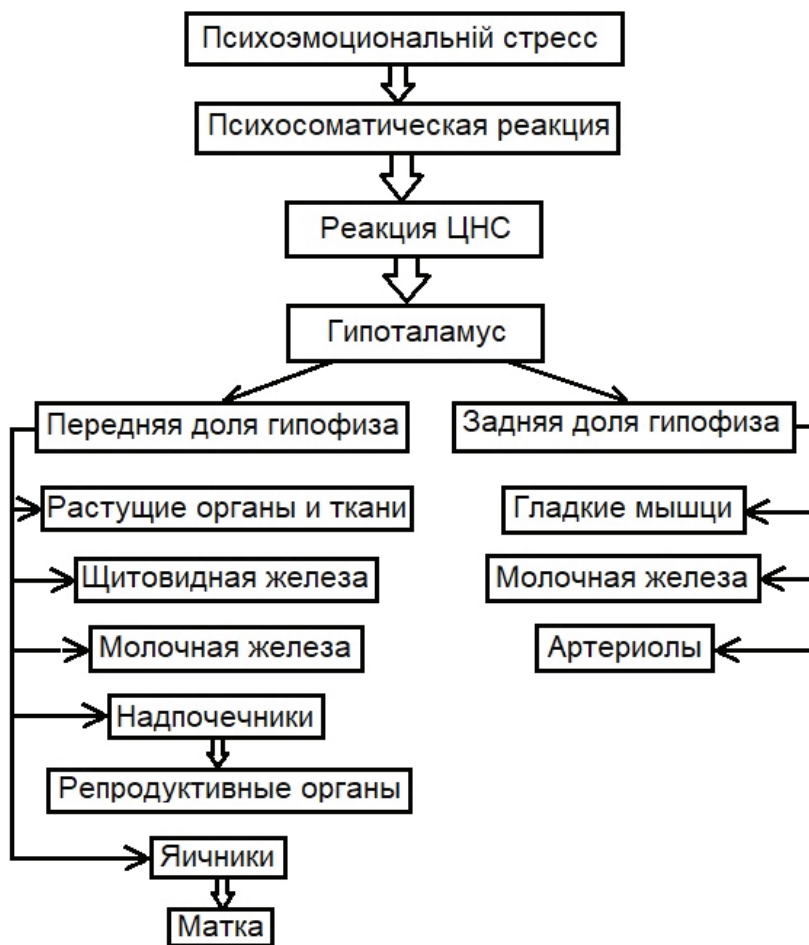 Психоэмоциональній стресс
Психосоматическая реакция
Реакция ЦНС
Гипоталамус
Передняя доля гипофиза
Задняя доля гипофиза
Растущие органы и ткани
Гладкие мышци
Щитовидная железа
Молочная железа
Молочная железа
Артериолы
Надпочечники
Репродуктивные органы
Яичники
Матка